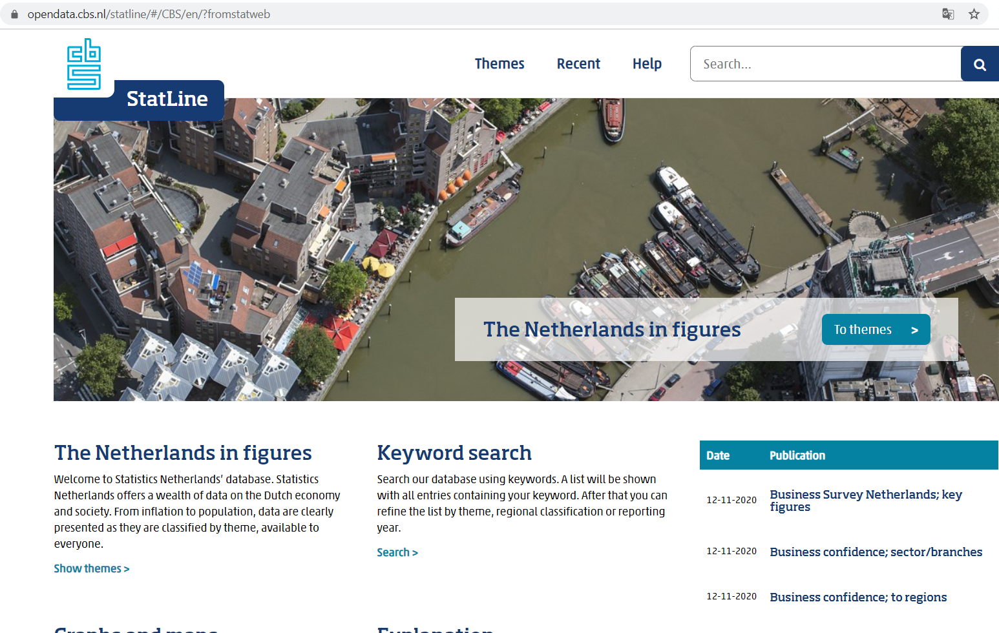 opendata.cbs.nl/statline/#/CBS/en/?fromstatweb
cbs
StatLine
Themes
Recent
Help
Search...
The Netherlands in figures
To themes >
The Netherlands in figures
Welcome to Statistics Netherlands' database. Statistics
Netherlands offers a wealth of data on the Dutch economy
and society. From inflation to population, data are clearly
presented as they are classified by theme, available to
everyone.
Show themes >
Keyword search
Search our database using keywords. A list will be shown
with all entries containing your keyword. After that you can
refine the list by theme, regional classification or reporting
year.
Search >
Date Publication
12-11-2020 Business Survey Netherlands; key
figures
12-11-2020 Business confidence; sector/branches
12-11-2020 Business confidence; to regions
Graphs and maps
Explanation